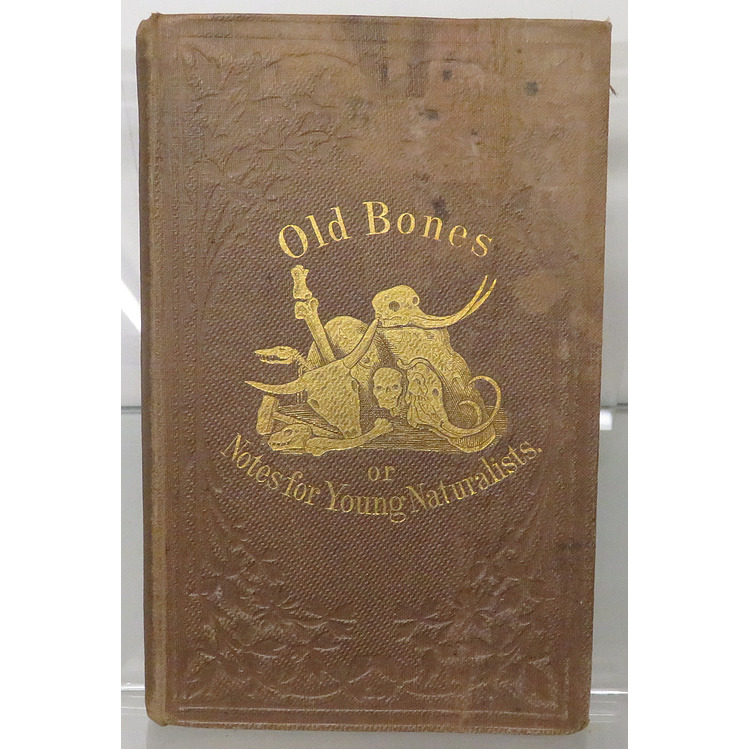 Old Bones
or
Notes for Young Naturalists.